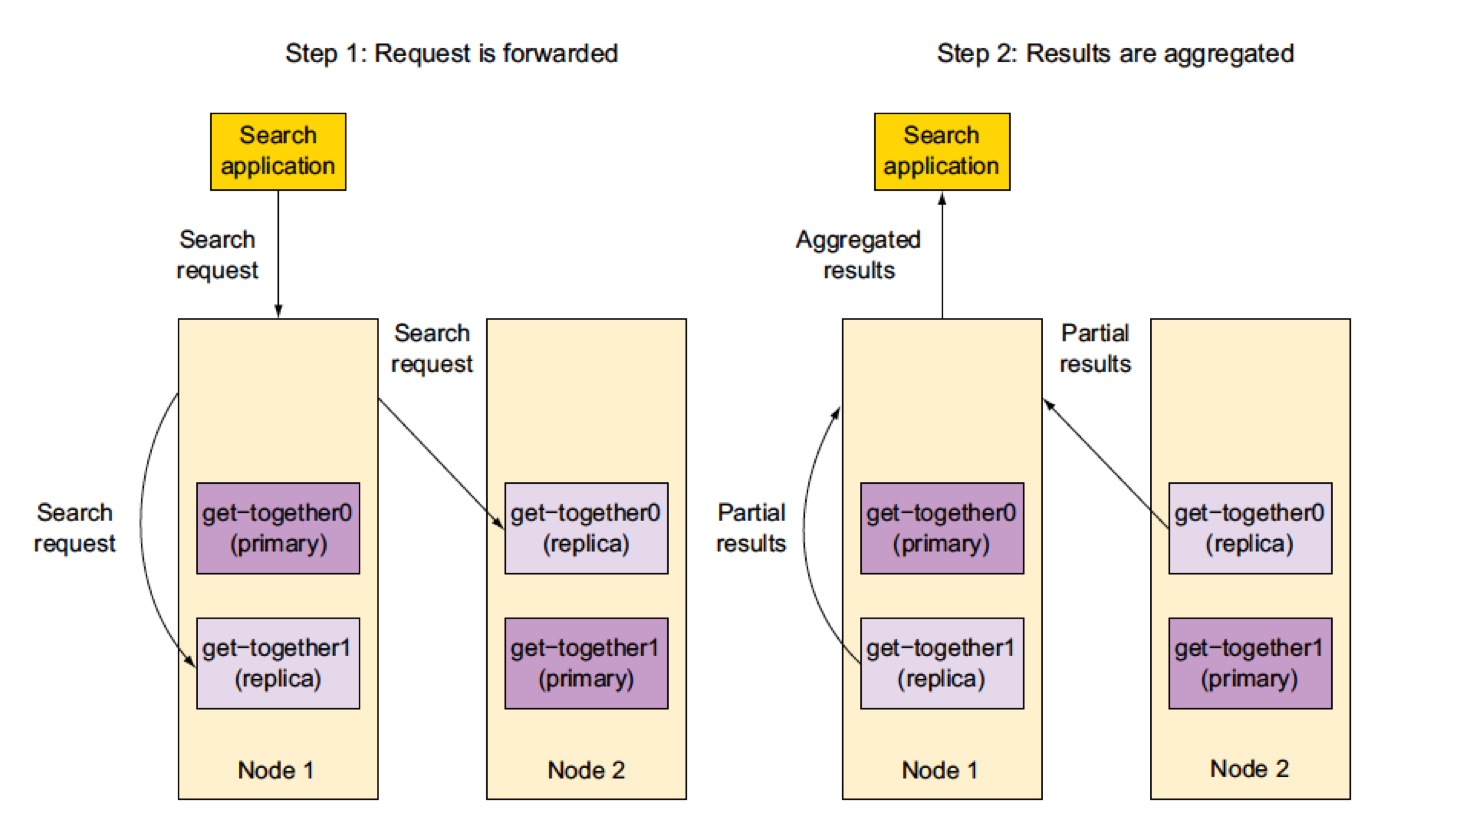 Step 1: Request is forwarded
Search
application
Search
request
Search
request
Search
request
get-together0
(primary)
get-together1
(replica)
Node 1
get-together0
(replica)
get-together1
(primary)
Node 2
Step 2: Results are aggregated
Search
application
Aggregated
results
Partial
results
Partial
results
get-together0
(primary)
get-together1
(replica)
Node 1
get-together0
(replica)
get-together1
(primary)
Node 2